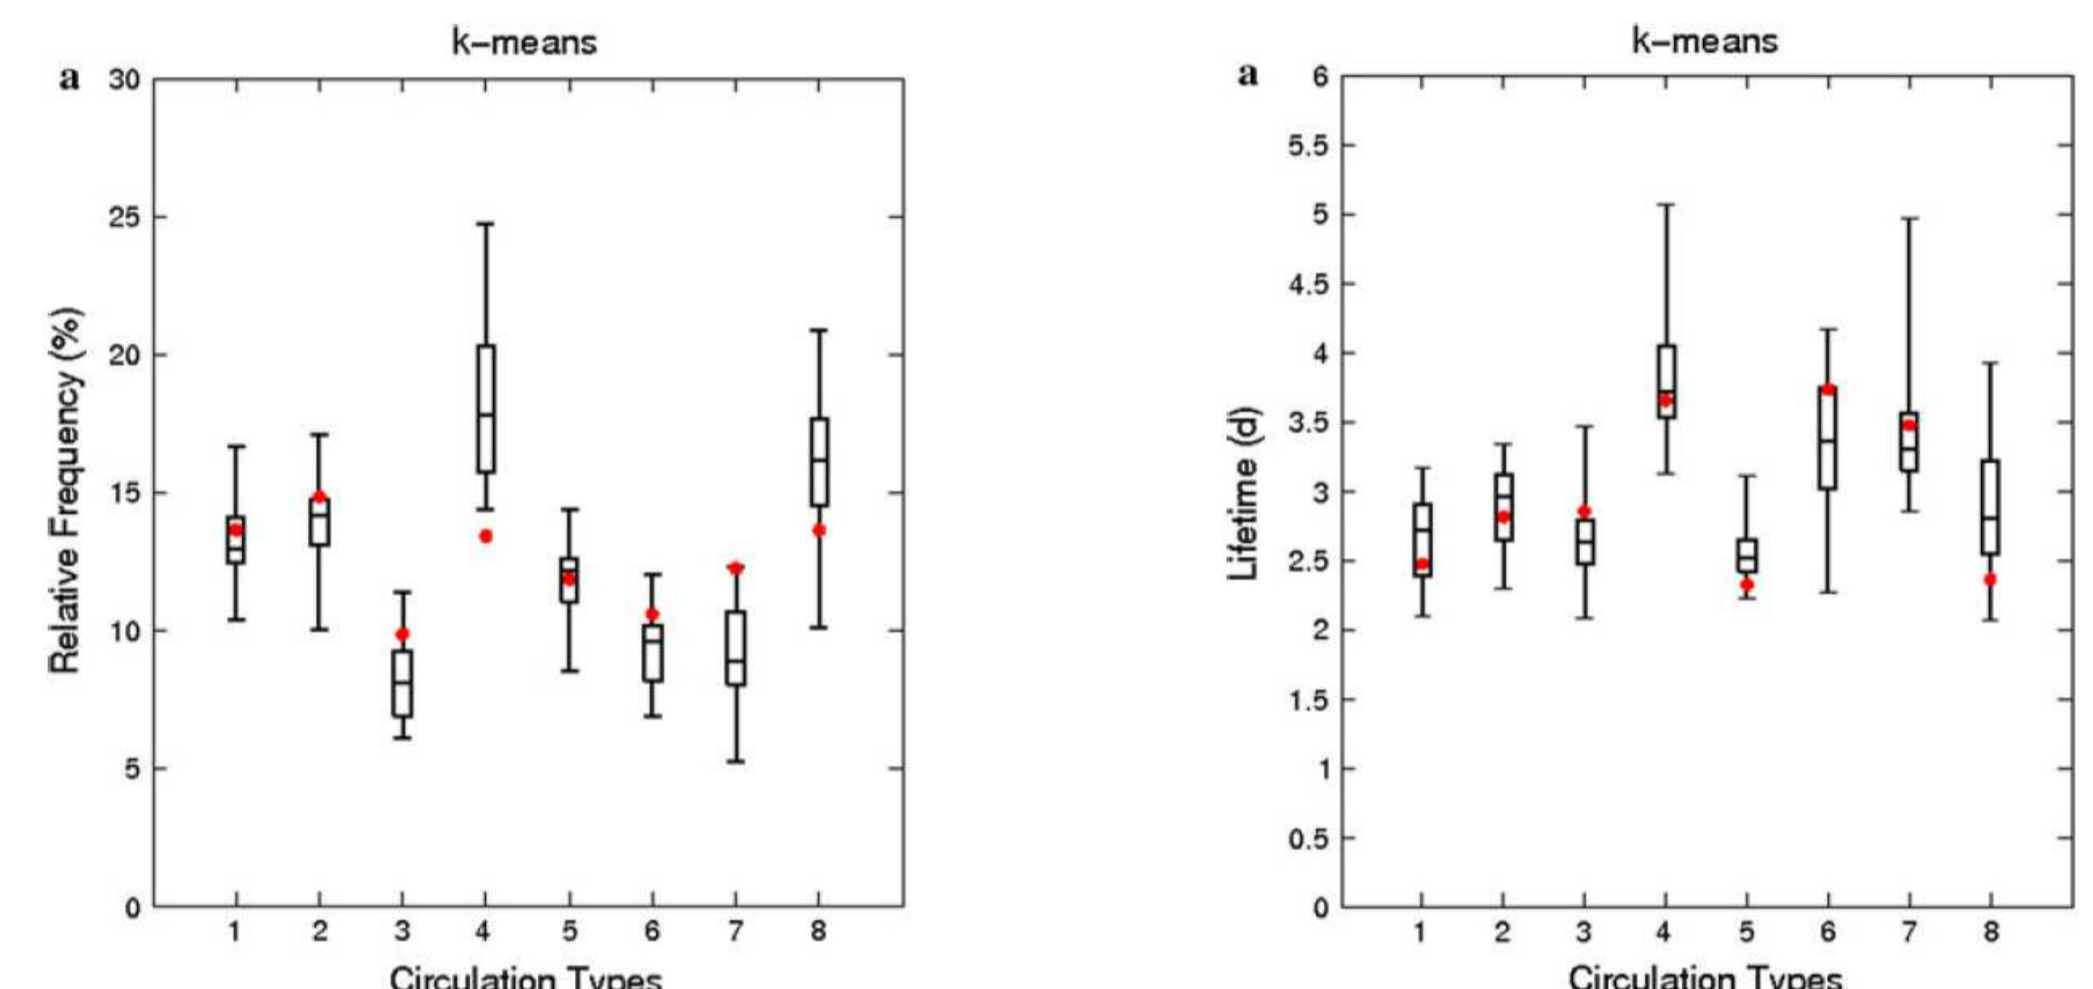 k-means
a
30
25
20
15
10
5
0
Relative Frequency (%)
1 2 3 4 5 6 7 8
Circulation Types
k-means
a
6
5.5
5
4.5
4
3.5
3
2.5
2
1.5
1
0.5
0
Lifetime (d)
1 2 3 4 5 6 7 8
Circulation Types